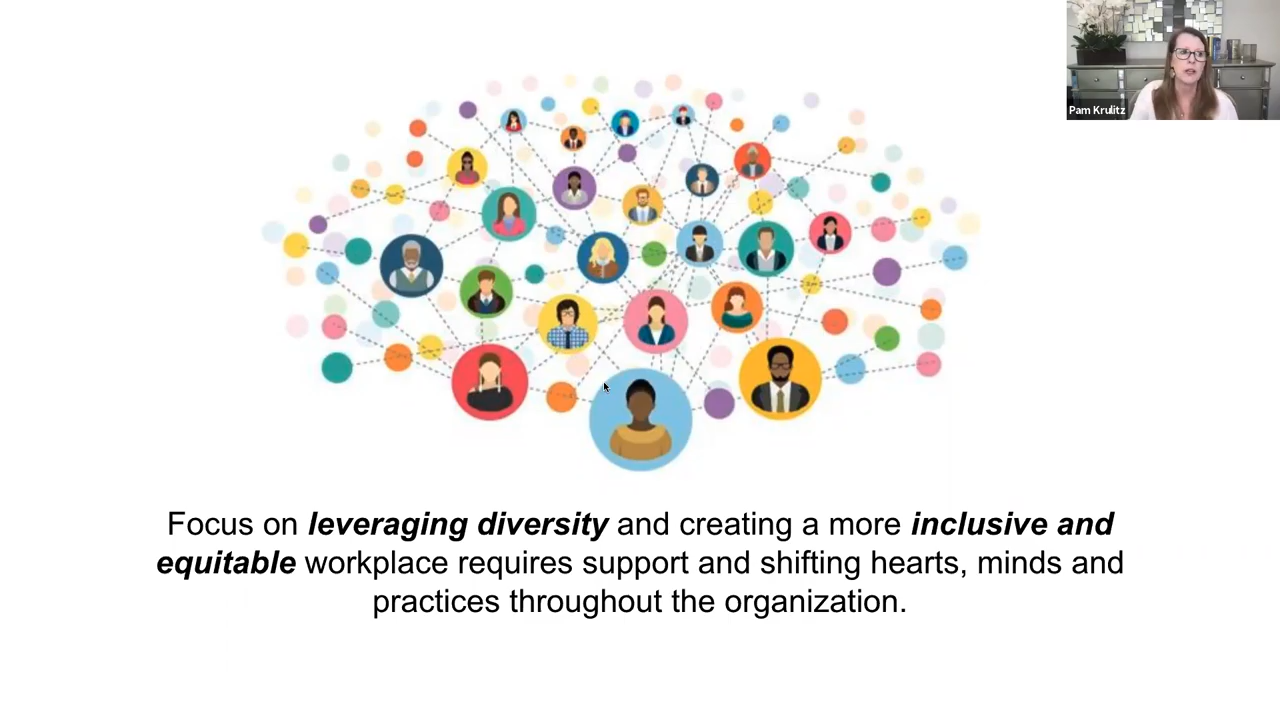 Pam Krulitz
Focus on leveraging diversity and creating a more inclusive and
equitable workplace requires support and shifting hearts, minds and
practices throughout the organization.